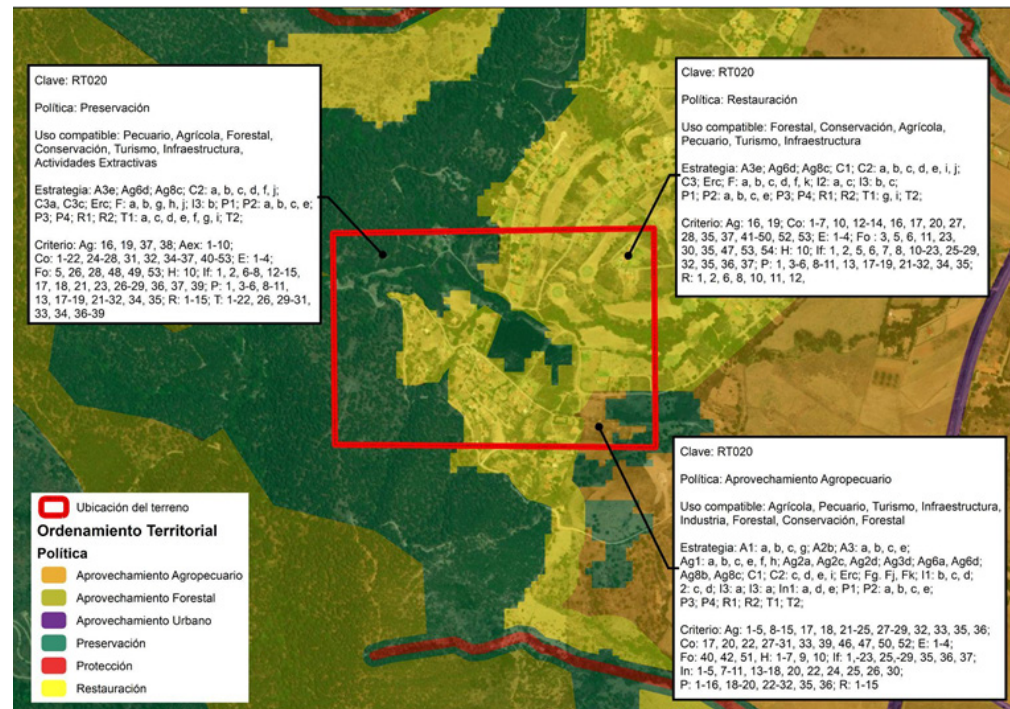 Clave: RT020
Política: Preservación
Uso compatible: Pecuario, Agrícola, Forestal,
Conservación, Turismo, Infraestructura,
Actividades Extractivas
Estrategia: A3e; Ag6d; Ag8c; C2: a, b, c, d, f, j;
C3a, C3c; Erc; F: a, b, g, h, j; I3: b; P1; P2: a, b, c, e;
P3; P4; R1; R2; T1: a, c, d, e, f, g, i; T2;
Criterio: Ag: 16, 19, 37, 38; Aex: 1-10;
Co: 1-22, 24-28, 31, 32, 34-37, 40-53; E: 1-4;
Fo: 5, 26, 28, 48, 49, 53; H: 10; If: 1, 2, 6-8, 12-15,
17, 18, 21, 23, 26-29, 36, 37, 39; P: 1, 3-6, 8-11,
13, 17-19, 21-32, 34, 35; R: 1-15; T: 1-22, 26, 29-31,
33, 34, 36-39
Clave: RT020
Política: Restauración
Uso compatible: Forestal, Conservación, Agrícola,
Pecuario, Turismo, Infraestructura
Estrategia: A3e; Ag6d; Ag8c; C1; C2: a, b, c, d, e, i, j;
C3; Erc; F: a, b, c, d, f, k; I2: a, c; I3: b, c;
P1; P2: a, b, c, e; P3; P4; R1; R2; T1: g, i; T2;
Criterio: Ag: 16, 19; Co: 1-7, 10, 12-14, 16, 17, 20, 27,
28, 35, 37, 41-50, 52, 53; E: 1-4; Fo : 3, 5, 6, 11, 23,
30, 35, 47, 53, 54: H: 10; If: 1, 2, 5, 6, 7, 8, 10-23, 25-29,
32, 35, 36, 37; P: 1, 3-6, 8-11, 13, 17-19, 21-32, 34, 35;
R: 1, 2, 6, 8, 10, 11, 12,
Clave: RT020
Política: Aprovechamiento Agropecuario
Uso compatible: Agrícola, Pecuario, Turismo, Infraestructura,
Industria, Forestal, Conservación, Forestal
Estrategia: A1: a, b, c, g; A2b; A3: a, b, c, e;
Ag1: a, b, c, e, f, h; Ag2a, Ag2c, Ag2d; Ag3d; Ag6a, Ag6d;
Ag8b, Ag8c; C1; C2: c, d, e, i; Erc; Fg. Fj, Fk; I1: b, c, d;
2: c, d; I3: a; I3: a; In1: a, d, e; P1; P2: a, b, c, e;
P3; P4; R1; R2; T1; T2;
Criterio: Ag: 1-5, 8-15, 17, 18, 21-25, 27-29, 32, 33, 35, 36;
Co: 17, 20, 22, 27-31, 33, 39, 46, 47, 50, 52; E: 1-4;
Fo: 40, 42, 51, H: 1-7, 9, 10; If: 1,-23, 25,-29, 35, 36, 37;
In: 1-5, 7-11, 13-18, 20, 22, 24, 25, 26, 30;
P: 1-16, 18-20, 22-32, 35, 36; R: 1-15
Ubicación del terreno
Ordenamiento Territorial
Política
Aprovechamiento Agropecuario
Aprovechamiento Forestal
Aprovechamiento Urbano
Preservación
Protección
Restauración